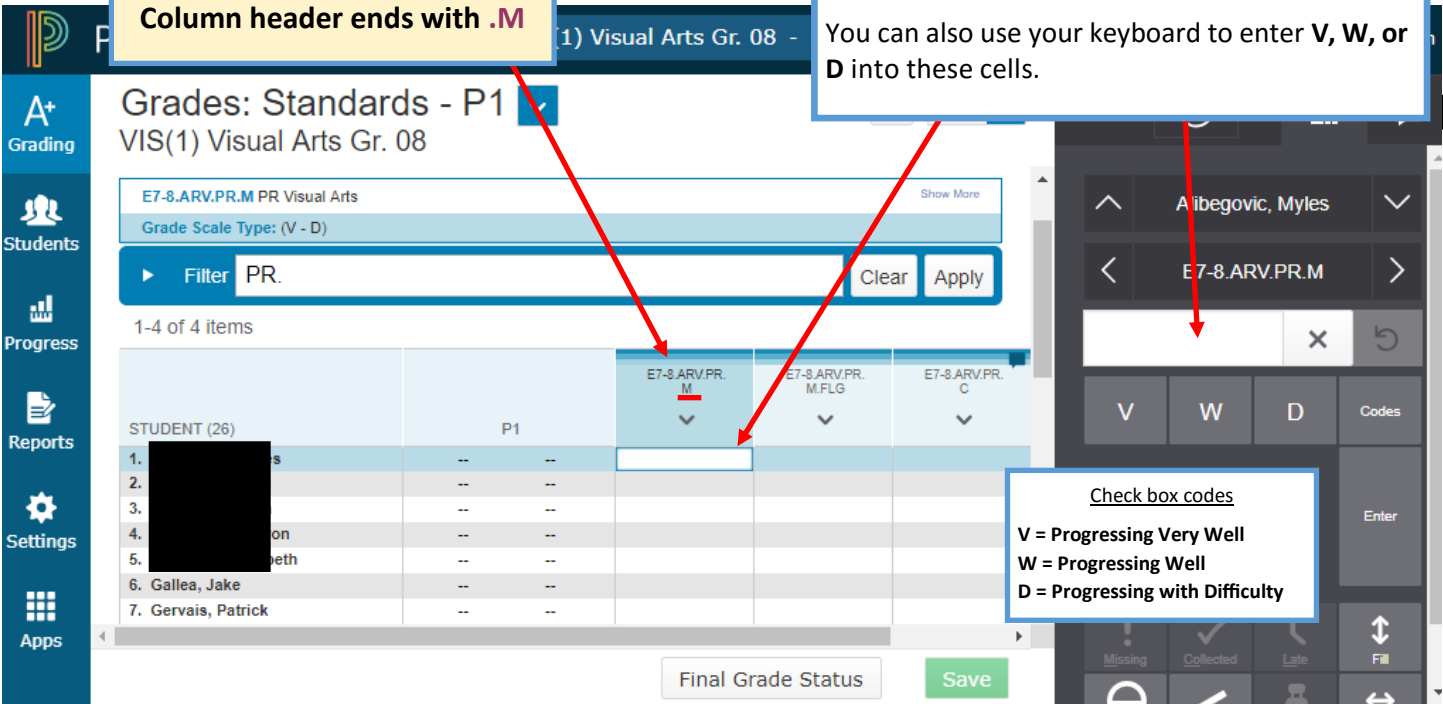 Column header ends with .M
P
(1) Visual Arts Gr. 08 -
You can also use your keyboard to enter V, W, or
D into these cells.
A+
Grading
Students
Progress
Reports
Settings
Apps
Grades: Standards - P1
VIS(1) Visual Arts Gr. 08
E7-8.ARV.PR.M PR Visual Arts
Show More
Grade Scale Type: (V - D)
Filter PR. Clear Apply
1-4 of 4 items
STUDENT (26) P1
E7-8.ARV.PR.
M
E7-8.ARV.PR.
M.FLG
E7-8.ARV.PR.
C
1. s -- --
2. -- --
3. -- --
4. on -- --
5. beth -- --
6. Gallea, Jake -- --
7. Gervais, Patrick -- --
Final Grade Status
Save
Alibegovic, Myles
E7-8.ARV.PR.M
V W D Codes
Enter
Check box codes
V = Progressing Very Well
W = Progressing Well
D = Progressing with Difficulty
Missing Collected Late Fill